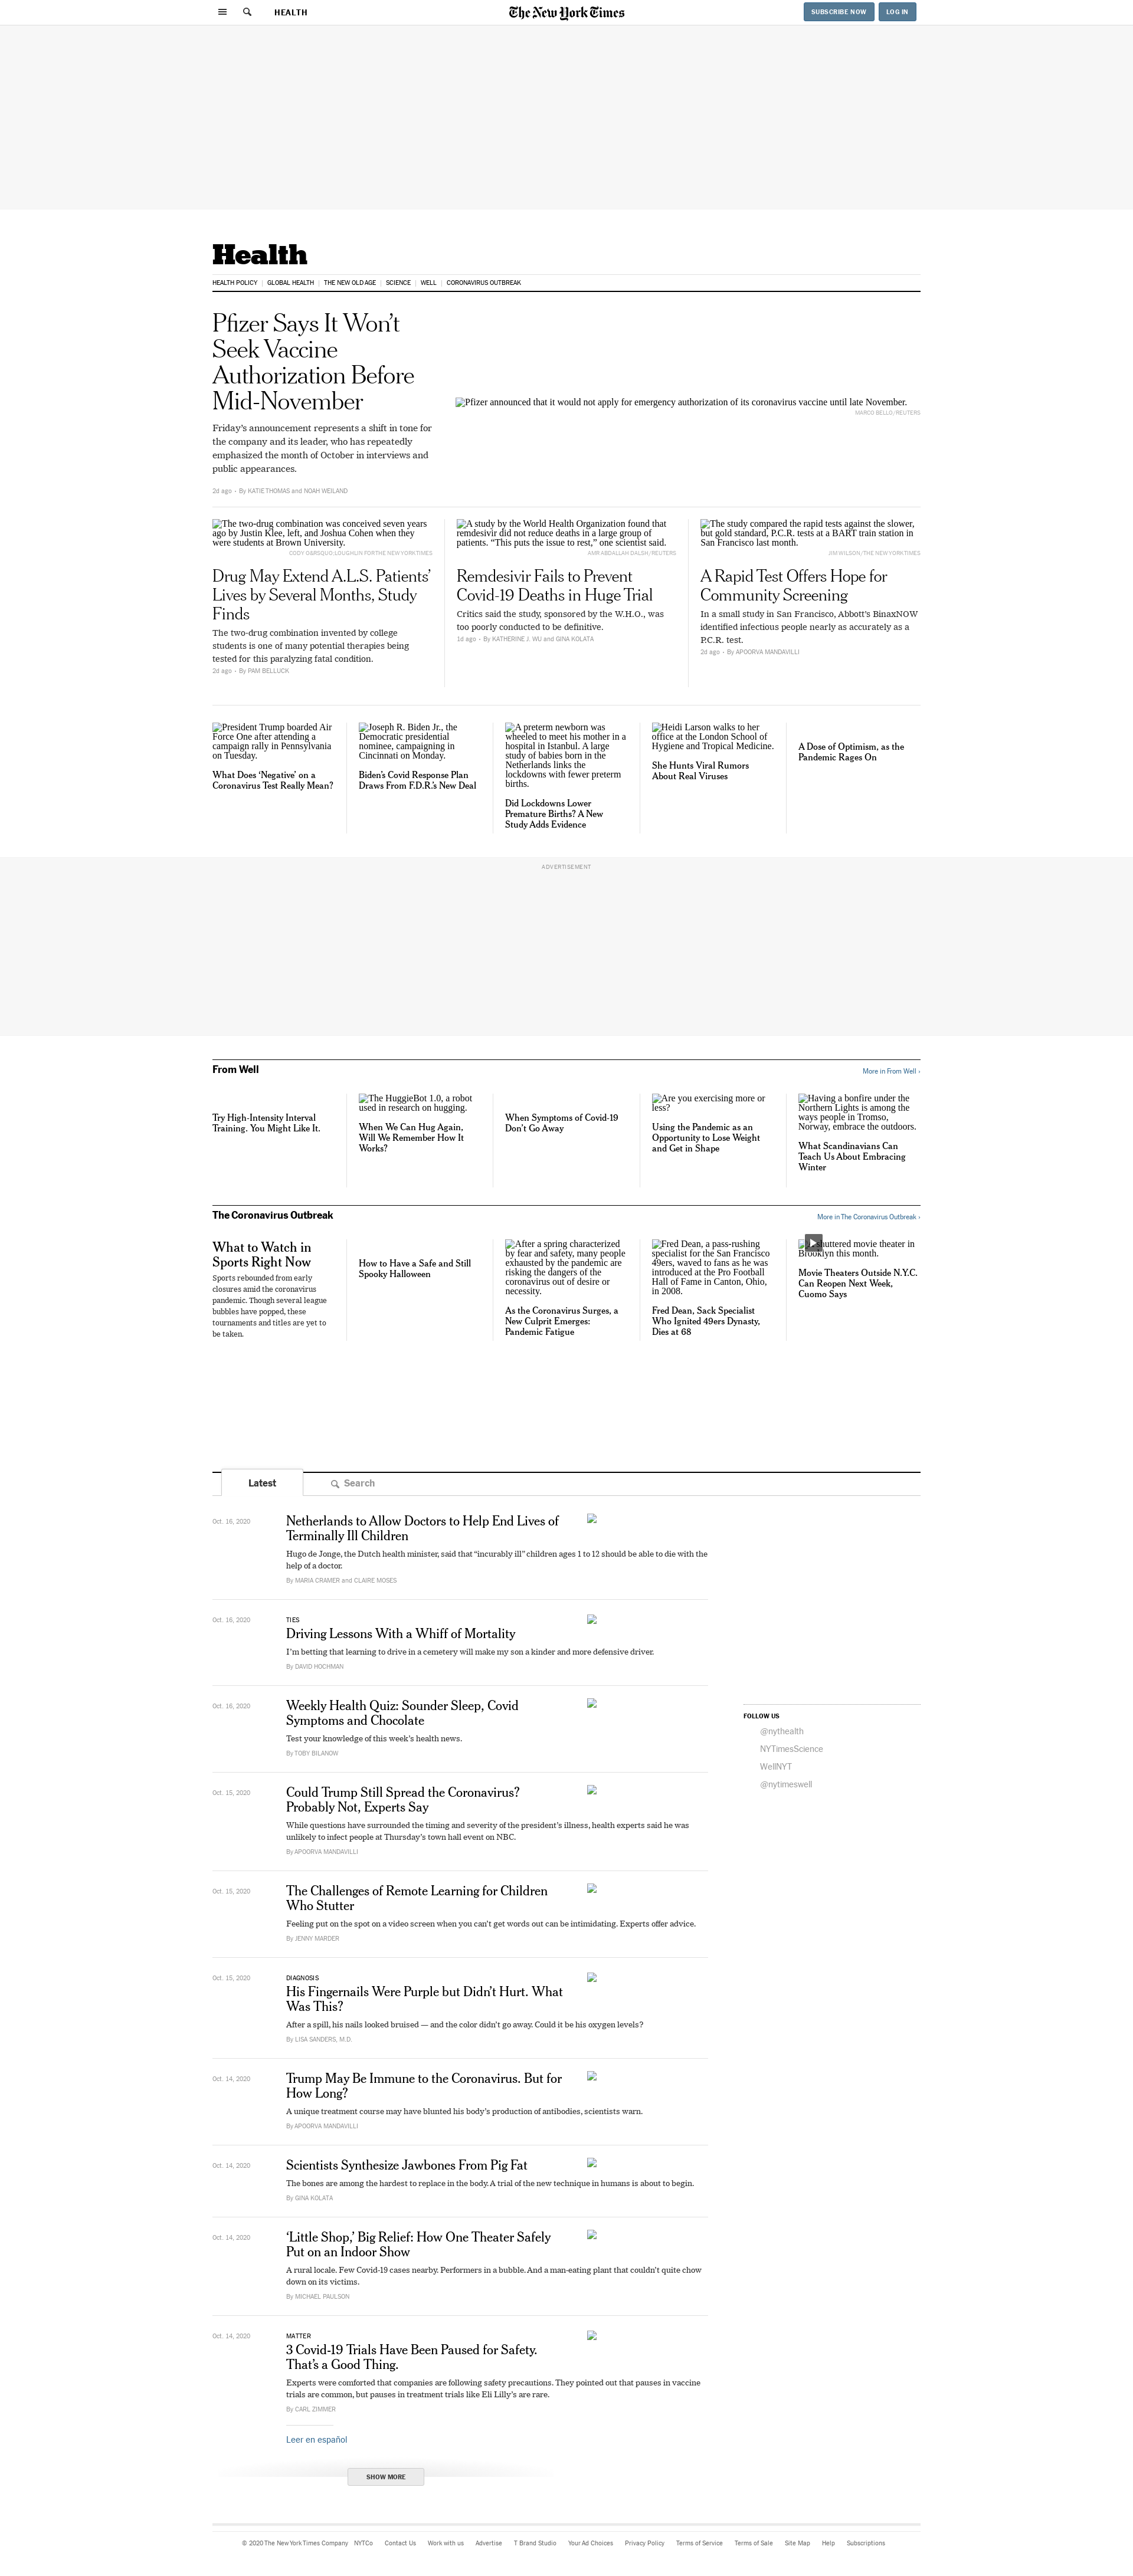 HEALTH
The New York Times
SUBSCRIBE NOW
LOG IN
Health
HEALTH POLICY
GLOBAL HEALTH
THE NEW OLD AGE
SCIENCE
WELL
CORONAVIRUS OUTBREAK
Pfizer Says It Won’t
Seek Vaccine
Authorization Before
Mid-November
Friday’s announcement represents a shift in tone for
the company and its leader, who has repeatedly
emphasized the month of October in interviews and
public appearances.
2d ago • By KATIE THOMAS and NOAH WEILAND
Pfizer announced that it would not apply for emergency authorization of its coronavirus vaccine until late November.
MARCO BELLO/REUTERS
The two-drug combination was conceived seven years
ago by Justin Klee, left, and Joshua Cohen when they
were students at Brown University.
CODY O&RSQUO;LOUGHLIN FOR THE NEW YORK TIMES
Drug May Extend A.L.S. Patients’
Lives by Several Months, Study
Finds
The two-drug combination invented by college
students is one of many potential therapies being
tested for this paralyzing fatal condition.
2d ago • By PAM BELLUCK
A study by the World Health Organization found that
remdesivir did not reduce deaths in a large group of
patients. “This puts the issue to rest,” one scientist said.
AMR ABDALLAH DALSH/REUTERS
Remdesivir Fails to Prevent
Covid-19 Deaths in Huge Trial
Critics said the study, sponsored by the W.H.O., was
too poorly conducted to be definitive.
1d ago • By KATHERINE J. WU and GINA KOLATA
The study compared the rapid tests against the slower,
but gold standard, P.C.R. tests at a BART train station in
San Francisco last month.
JIM WILSON/THE NEW YORK TIMES
A Rapid Test Offers Hope for
Community Screening
In a small study in San Francisco, Abbott’s BinaxNOW
identified infectious people nearly as accurately as a
P.C.R. test.
2d ago • By APOORVA MANDAVILLI
President Trump boarded Air
Force One after attending a
campaign rally in Pennsylvania
on Tuesday.
What Does ‘Negative’ on a
Coronavirus Test Really Mean?
Joseph R. Biden Jr., the
Democratic presidential
nominee, campaigning in
Cincinnati on Monday.
Biden’s Covid Response Plan
Draws From F.D.R.’s New Deal
A preterm newborn was
wheeled to meet his mother in a
hospital in Istanbul. A large
study of babies born in the
Netherlands links the
lockdowns with fewer preterm
births.
Did Lockdowns Lower
Premature Births? A New
Study Adds Evidence
Heidi Larson walks to her
office at the London School of
Hygiene and Tropical Medicine.
She Hunts Viral Rumors
About Real Viruses
A Dose of Optimism, as the
Pandemic Rages On
ADVERTISEMENT
From Well
More in From Well ›
Try High-Intensity Interval
Training. You Might Like It.
The HuggieBot 1.0, a robot
used in research on hugging.
When We Can Hug Again,
Will We Remember How It
Works?
When Symptoms of Covid-19
Don’t Go Away
Are you exercising more or
less?
Using the Pandemic as an
Opportunity to Lose Weight
and Get in Shape
Having a bonfire under the
Northern Lights is among the
ways people in Tromso,
Norway, embrace the outdoors.
What Scandinavians Can
Teach Us About Embracing
Winter
The Coronavirus Outbreak
More in The Coronavirus Outbreak ›
What to Watch in
Sports Right Now
Sports rebounded from early
closures amid the coronavirus
pandemic. Though several league
bubbles have popped, these
tournaments and titles are yet to
be taken.
How to Have a Safe and Still
Spooky Halloween
After a spring characterized
by fear and safety, many people
exhausted by the pandemic are
risking the dangers of the
coronavirus out of desire or
necessity.
As the Coronavirus Surges, a
New Culprit Emerges:
Pandemic Fatigue
Fred Dean, a pass-rushing
specialist for the San Francisco
49ers, waved to fans as he was
introduced at the Pro Football
Hall of Fame in Canton, Ohio,
in 2008.
Fred Dean, Sack Specialist
Who Ignited 49ers Dynasty,
Dies at 68
shuttered movie theater in
Brooklyn this month.
Movie Theaters Outside N.Y.C.
Can Reopen Next Week,
Cuomo Says
Latest
Search
Oct. 16, 2020
Netherlands to Allow Doctors to Help End Lives of
Terminally Ill Children
Hugo de Jonge, the Dutch health minister, said that “incurably ill” children ages 1 to 12 should be able to die with the
help of a doctor.
By MARIA CRAMER and CLAIRE MOSES
Oct. 16, 2020
TIES
Driving Lessons With a Whiff of Mortality
I’m betting that learning to drive in a cemetery will make my son a kinder and more defensive driver.
By DAVID HOCHMAN
Oct. 16, 2020
Weekly Health Quiz: Sounder Sleep, Covid
Symptoms and Chocolate
Test your knowledge of this week’s health news.
By TOBY BILANOW
FOLLOW US
@nythealth
NYTimesScience
WellNYT
@nytimeswell
Oct. 15, 2020
Could Trump Still Spread the Coronavirus?
Probably Not, Experts Say
While questions have surrounded the timing and severity of the president’s illness, health experts said he was
unlikely to infect people at Thursday’s town hall event on NBC.
By APOORVA MANDAVILLI
Oct. 15, 2020
The Challenges of Remote Learning for Children
Who Stutter
Feeling put on the spot on a video screen when you can’t get words out can be intimidating. Experts offer advice.
By JENNY MARDER
Oct. 15, 2020
DIAGNOSIS
His Fingernails Were Purple but Didn’t Hurt. What
Was This?
After a spill, his nails looked bruised — and the color didn’t go away. Could it be his oxygen levels?
By LISA SANDERS, M.D.
Oct. 14, 2020
Trump May Be Immune to the Coronavirus. But for
How Long?
A unique treatment course may have blunted his body’s production of antibodies, scientists warn.
By APOORVA MANDAVILLI
Oct. 14, 2020
Scientists Synthesize Jawbones From Pig Fat
The bones are among the hardest to replace in the body. A trial of the new technique in humans is about to begin.
By GINA KOLATA
Oct. 14, 2020
‘Little Shop,’ Big Relief: How One Theater Safely
Put on an Indoor Show
A rural locale. Few Covid-19 cases nearby. Performers in a bubble. And a man-eating plant that couldn’t quite chow
down on its victims.
By MICHAEL PAULSON
Oct. 14, 2020
MATTER
3 Covid-19 Trials Have Been Paused for Safety.
That’s a Good Thing.
Experts were comforted that companies are following safety precautions. They pointed out that pauses in vaccine
trials are common, but pauses in treatment trials like Eli Lilly’s are rare.
By CARL ZIMMER
Leer en español
SHOW MORE
© 2020 The New York Times Company
NYTCo
Contact Us
Work with us
Advertise
T Brand Studio
Your Ad Choices
Privacy Policy
Terms of Service
Terms of Sale
Site Map
Help
Subscriptions